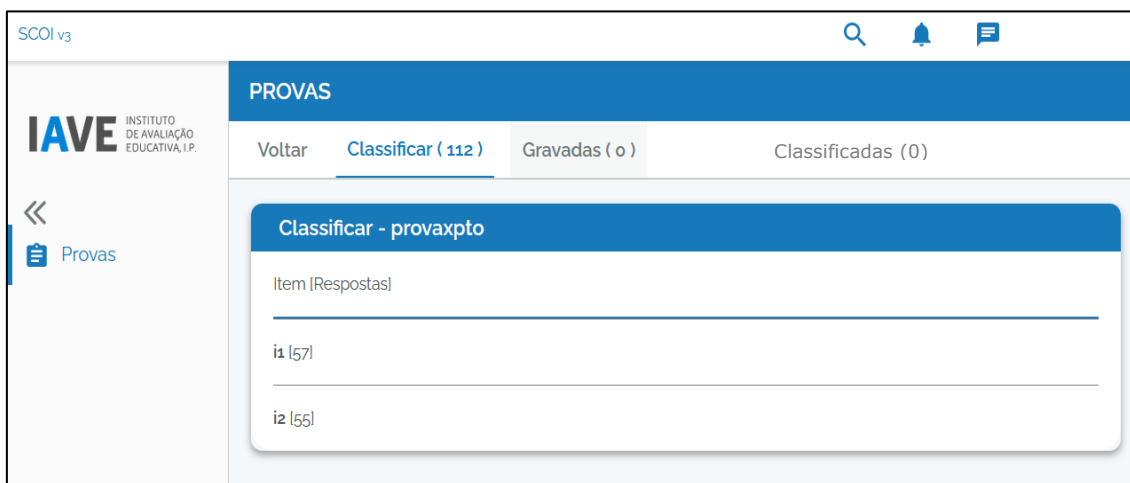 SCOI v3
IAVE INSTITUTO
DE AVALIAÇÃO
EDUCATIVA, I.P.
Provas
PROVAS
Voltar Classificar ( 112 ) Gravadas ( 0 ) Classificadas (0)
Classificar - provaxpto
Item [Respostas]
i1 [57]
i2 [55]